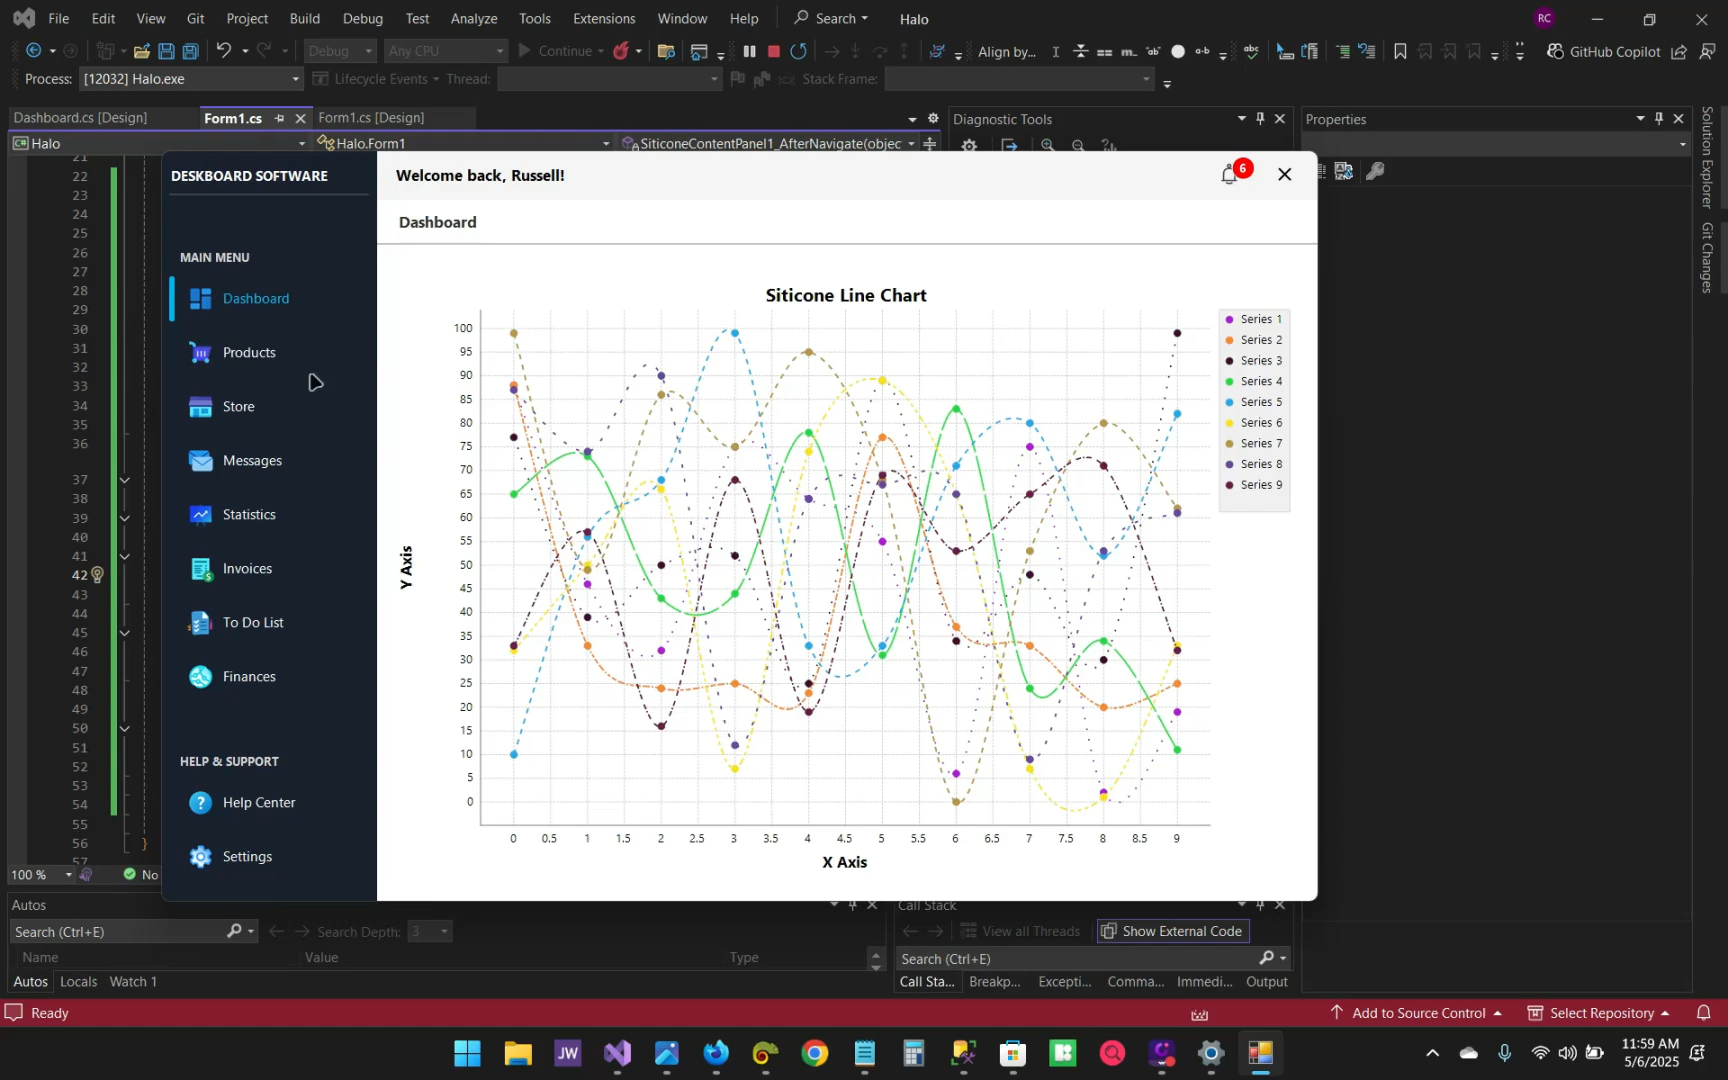 File Edit View Git Project Build Debug Test Analyze Tools Extensions Window Help Search Halo RC
Debug Any CPU Continue Align by... GitHub Copilot
Process: [12032] Halo.exe Lifecycle Events Thread: Stack Frame:
Dashboard.cs [Design] Form1.cs Form1.cs [Design] Diagnostic Tools Properties
Halo Halo.Form1 SiticoneContentPanel1_AfterNavigate(objec
Solution Explorer
Git Changes
21
22
23
24
25
26
27
28
29
30
31
32
33
34
35
36
37
38
39
40
41
42
43
44
45
46
47
48
49
50
51
52
53
54
55
56 }
57
100 % No
DESKBOARD SOFTWARE
MAIN MENU
Dashboard
Products
Store
Messages
Statistics
Invoices
To Do List
Finances
HELP & SUPPORT
Help Center
Settings
Welcome back, Russell! 6
Dashboard
Siticone Line Chart
Y Axis
100
95
90
85
80
75
70
65
60
55
50
45
40
35
30
25
20
15
10
5
0
0 0.5 1 1.5 2 2.5 3 3.5 4 4.5 5 5.5 6 6.5 7 7.5 8 8.5 9
X Axis
Series 1
Series 2
Series 3
Series 4
Series 5
Series 6
Series 7
Series 8
Series 9
Autos
Search (Ctrl+E) Search Depth: 3
Name Value Type
Autos Locals Watch 1
Call Stack
View all Threads Show External Code
Search (Ctrl+E)
Call Sta... Breakp... Excepti... Comma... Immedi... Output
Ready Add to Source Control Select Repository
JW
11:59 AM
5/6/2025